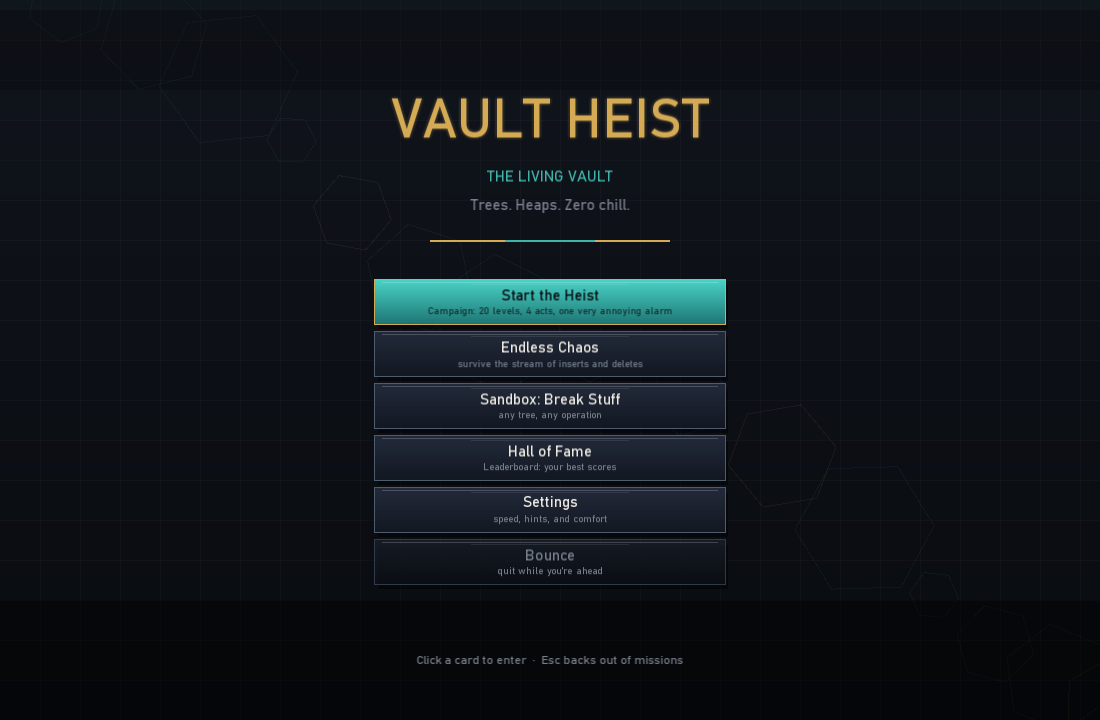 VAULT HEIST
THE LIVING VAULT
Trees. Heaps. Zero chill.
Start the Heist
Campaign: 20 levels, 4 acts, one very annoying alarm
Endless Chaos
survive the stream of inserts and deletes
Sandbox: Break Stuff
any tree, any operation
Hall of Fame
Leaderboard: your best scores
Settings
speed, hints, and comfort
Bounce
quit while you're ahead
Click a card to enter · Esc backs out of missions